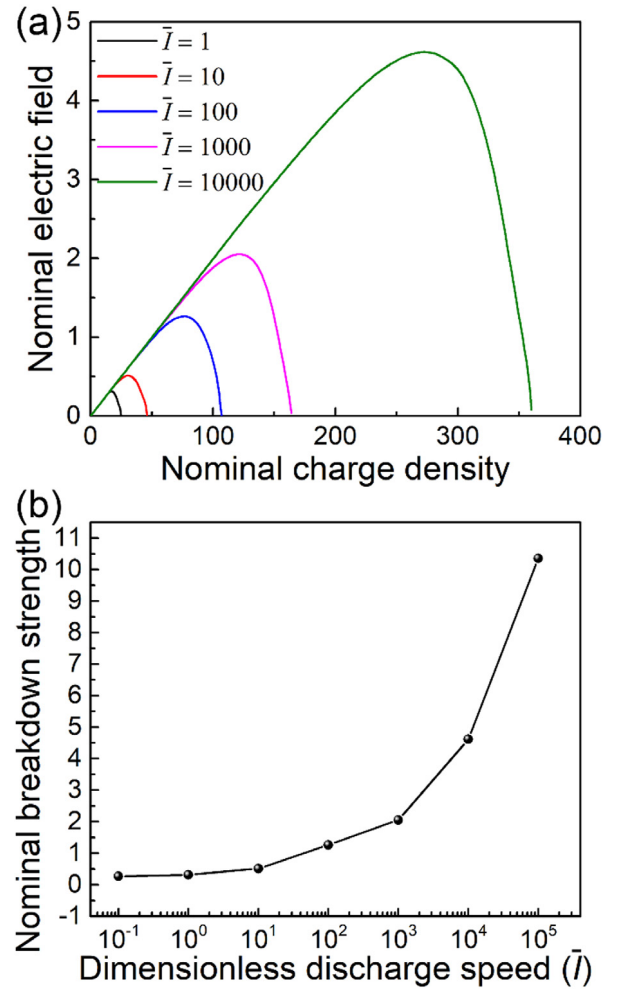 (a)
Nominal electric field
5
4
3
2
1
0
Ī = 1
Ī = 10
Ī = 100
Ī = 1000
Ī = 10000
0 100 200 300 400
Nominal charge density
(b)
Nominal breakdown strength
11
10
9
8
7
6
5
4
3
2
1
0
-1
10⁻¹ 10⁰ 10¹ 10² 10³ 10⁴ 10⁵
Dimensionless discharge speed (Ī)